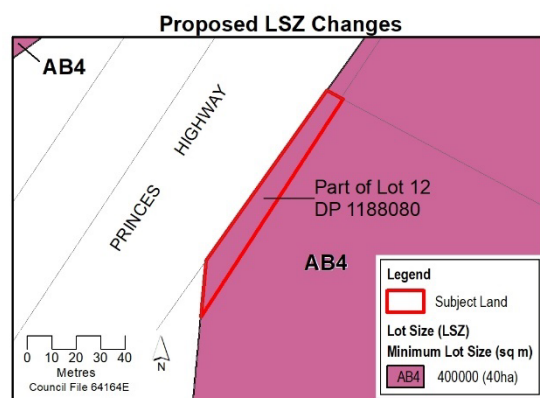 Proposed LSZ Changes
AB4
PRINCES HIGHWAY
Part of Lot 12
DP 1188080
AB4
0 10 20 30 40
Metres
Council File 64164E
N
Legend
Subject Land
Lot Size (LSZ)
Minimum Lot Size (sq m)
AB4 400000 (40ha)